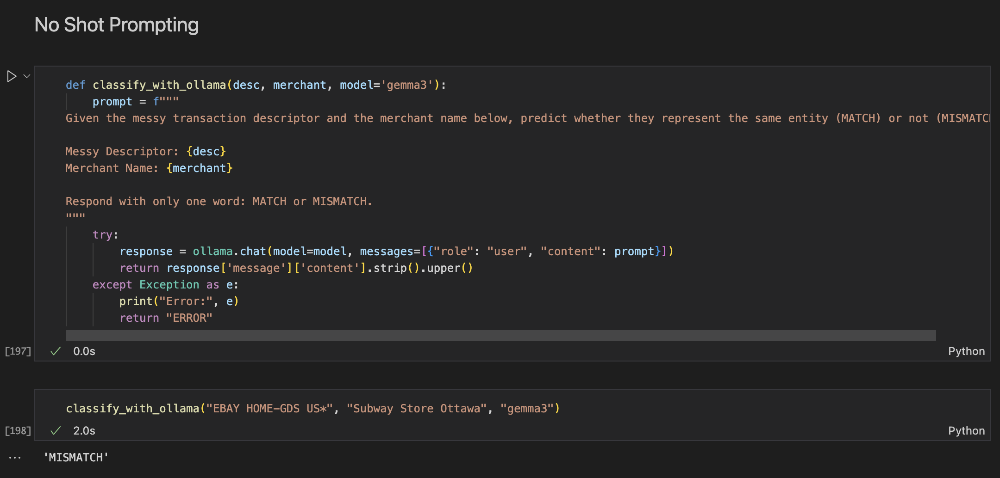 No Shot Prompting
def classify_with_ollama(desc, merchant, model='gemma3'):
    prompt = f"""
Given the messy transaction descriptor and the merchant name below, predict whether they represent the same entity (MATCH) or not (MISMATC
Messy Descriptor: {desc}
Merchant Name: {merchant}
Respond with only one word: MATCH or MISMATCH.
"""
    try:
        response = ollama.chat(model=model, messages=[{"role": "user", "content": prompt}])
        return response['message']['content'].strip().upper()
    except Exception as e:
        print("Error:", e)
        return "ERROR"
[197] 0.0s Python
classify_with_ollama("EBAY HOME-GDS US*", "Subway Store Ottawa", "gemma3")
[198] 2.0s Python
... 'MISMATCH'